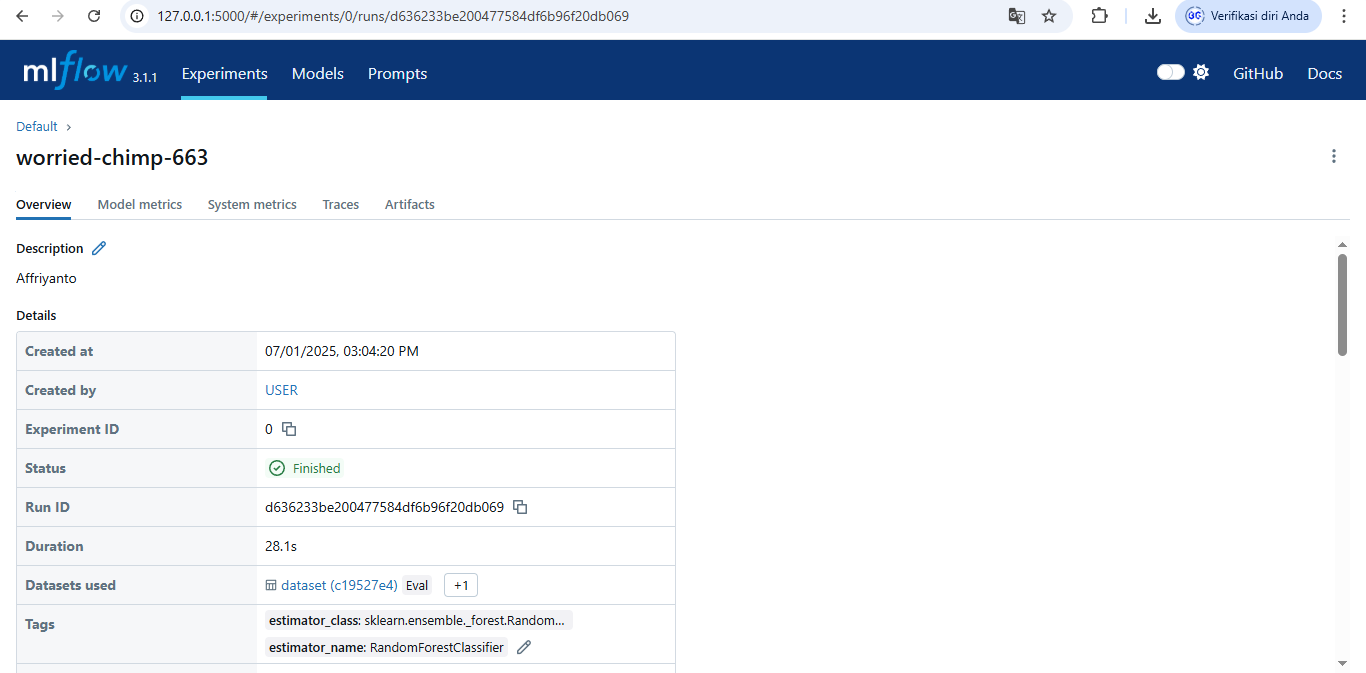 127.0.0.1:5000/#/experiments/0/runs/d636233be200477584df6b96f20db069
Verifikasi diri Anda
mlflow 3.1.1 Experiments Models Prompts GitHub Docs
Default ›
worried-chimp-663
Overview Model metrics System metrics Traces Artifacts
Description
Affriyanto
Details
Created at 07/01/2025, 03:04:20 PM
Created by USER
Experiment ID 0
Status Finished
Run ID d636233be200477584df6b96f20db069
Duration 28.1s
Datasets used dataset (c19527e4) Eval +1
Tags estimator_class: sklearn.ensemble._forest.Random...
estimator_name: RandomForestClassifier